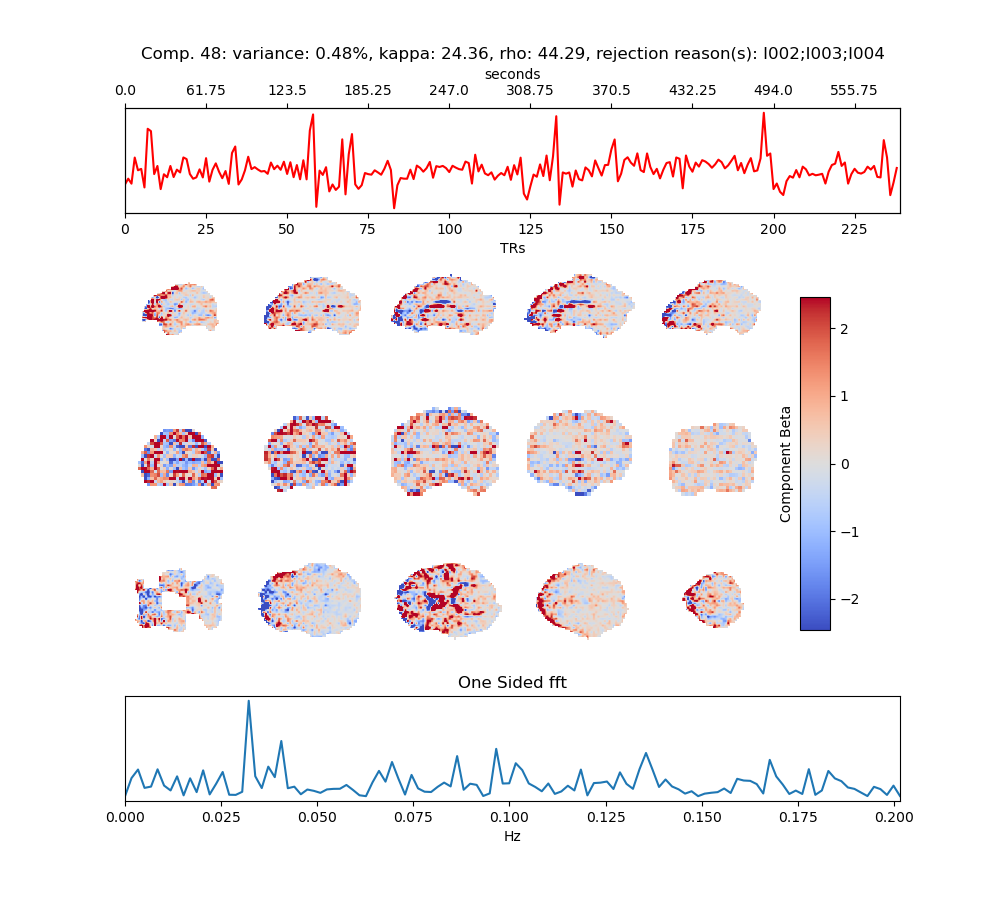 Comp. 48: variance: 0.48%, kappa: 24.36, rho: 44.29, rejection reason(s): I002;I003;I004
seconds
0.0 61.75 123.5 185.25 247.0 308.75 370.5 432.25 494.0 555.75
0 25 50 75 100 125 150 175 200 225
TRs
2
1
0
−1
−2
Component Beta
One Sided fft
0.000 0.025 0.050 0.075 0.100 0.125 0.150 0.175 0.200
Hz